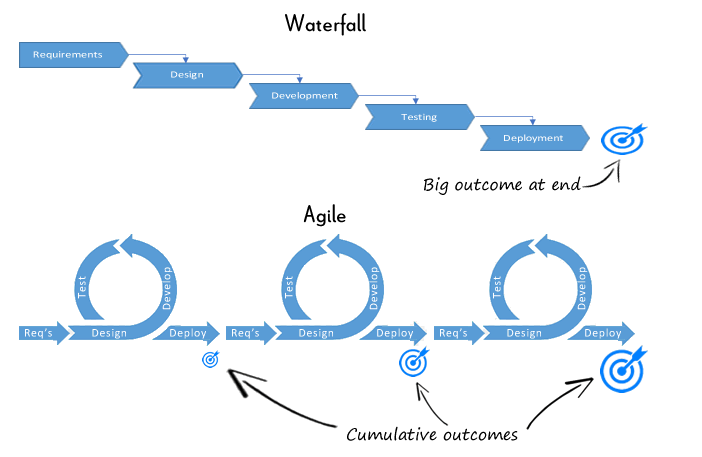 Waterfall
Requirements
Design
Development
Testing
Deployment
Big outcome at end
Agile
Test
Develop
Req's
Design
Deploy
Test
Develop
Req's
Design
Deploy
Test
Develop
Req's
Design
Deploy
Cumulative outcomes